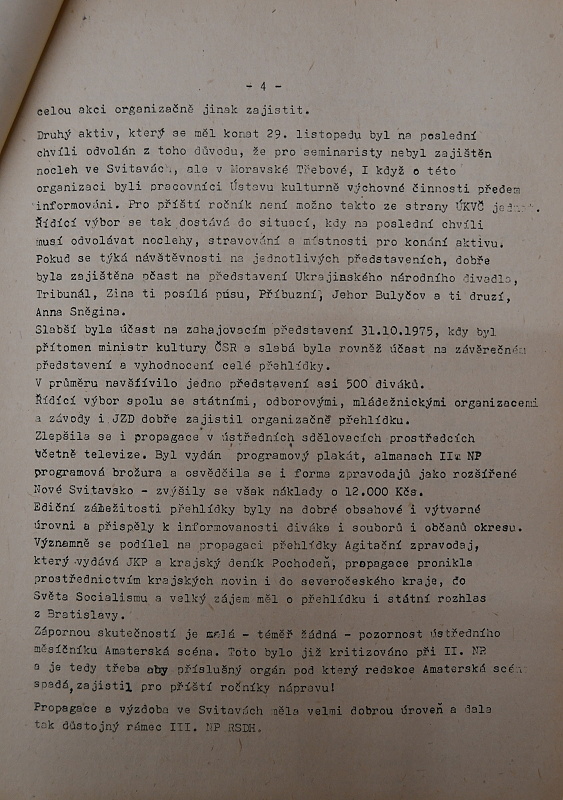 - 4 -
celou akci organizačně jinak zajistit.
Druhý aktiv, který se měl konat 29. listopadu byl na poslední
chvíli odvolán z toho důvodu, že pro seminaristy nebyl zajištěn
nocleh ve Svitavách, ale v Moravské Třebové, I když o této
organizaci byli pracovníci Ústavu kulturně výchovné činnosti předem
informováni. Pro příští ročník není možno takto ze strany ÚKVČ
Řídící výbor se tak dostává do situací, kdy na poslední chvíli
musí odvolávat noclehy, stravování a místnosti pro konání aktivu.
Pokud se týká návštěvnosti na jednotlivých představeních, dobře
byla zajištěna účast na představení Ukrajinského národního divadla,
Tribunál, Zina ti posílá pusu, Příbuzní, Jehor Bulyčov a ti druzí,
Anna Sněgina.
Slabší byla účast na zahajovacím představení 31.10.1975, kdy byl
přítomen ministr kultury ČSR a slabá byla rovněž účast na závěrečném
představení a vyhodnocení celé přehlídky.
V průměru navšřívilo jedno představení asi 500 diváků.
Řídící výbor spolu se státními, odborovými, mládežnickými organizacemi
a závody i JZD dobře zajistil organizačně přehlídku.
Zlepšila se i propagace v ústředních sdělovacích prostředcích
včetně televize. Byl vydán programový plakát, almanach II. NP
programová brožura a osvědčila se i forma zpravodajů jako rozšířené
Nové Svitavsko - zvýšily se však náklady o 12.000 Kčs.
Ediční záležitosti přehlídky byly na dobré obsahové i výtvarné
úrovni a přispěly k informovanosti diváka i souborů i občanů okresu.
Významně se podílel na propagaci přehlídky Agitační zpravodaj,
který vydává JKP a krajský deník Pochodeň, propagace pronikla
prostřednictvím krajských novin i do severočeského kraje, do
Světa Socialismu a velký zájem měl o přehlídku i státní rozhlas
z Bratislavy.
Zápornou skutečností je malá - téměř žádná - pozornost ústředního
měsíčníku Amatérská scéna. Toto bylo již kritizováno při II. NP
a je tedy třeba aby příslušný orgán pod který redakce Amaterská scéna
spadá, zajistil pro příští ročníky nápravu!
Propagace a výzdoba ve Svitavách měla velmi dobrou úroveň a dala
tak důstojný rámec III. NP RSDH.